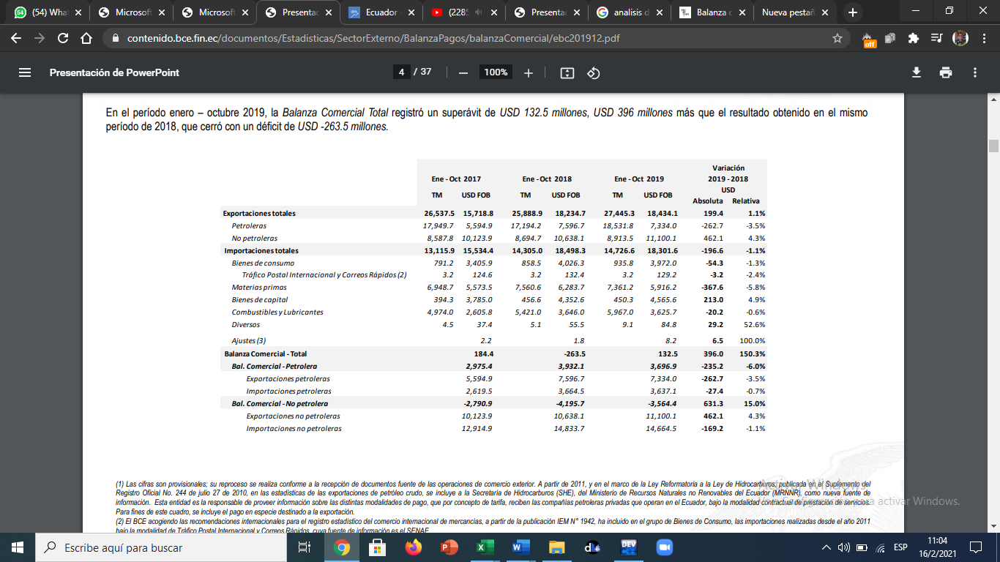 (54) What
Microsoft
Microsoft
Presentac
Ecuador -
(228
Presentac
analisis d
Balanza c
Nueva pestañ
contenido.bce.fin.ec/documentos/Estadisticas/SectorExterno/BalanzaPagos/balanzaComercial/ebc201912.pdf
off
Presentación de PowerPoint
4 / 37
100%
En el período enero – octubre 2019, la Balanza Comercial Total registró un superávit de USD 132.5 millones, USD 396 millones más que el resultado obtenido en el mismo
período de 2018, que cerró con un déficit de USD -263.5 millones.
Variación
Ene - Oct 2017 Ene - Oct 2018 Ene - Oct 2019 2019 - 2018
USD
TM USD FOB TM USD FOB TM USD FOB
Absoluta Relativa
Exportaciones totales 26,537.5 15,718.8 25,888.9 18,234.7 27,445.3 18,434.1 199.4 1.1%
Petroleras 17,949.7 5,594.9 17,194.2 7,596.7 18,531.8 7,334.0 -262.7 -3.5%
No petroleras 8,587.8 10,123.9 8,694.7 10,638.1 8,913.5 11,100.1 462.1 4.3%
Importaciones totales 13,115.9 15,534.4 14,305.0 18,498.3 14,726.6 18,301.6 -196.6 -1.1%
Bienes de consumo 791.2 3,405.9 858.5 4,026.3 935.8 3,972.0 -54.3 -1.3%
Tráfico Postal Internacional y Correos Rápidos (2) 3.2 124.6 3.2 132.4 3.2 129.2 -3.2 -2.4%
Materias primas 6,948.7 5,573.5 7,560.6 6,283.7 7,361.2 5,916.2 -367.6 -5.8%
Bienes de capital 394.3 3,785.0 456.6 4,352.6 450.3 4,565.6 213.0 4.9%
Combustibles y Lubricantes 4,974.0 2,605.8 5,421.0 3,646.0 5,967.0 3,625.7 -20.2 -0.6%
Diversos 4.5 37.4 5.1 55.5 9.1 84.8 29.2 52.6%
Ajustes (3) 2.2 1.8 8.2 6.5 100.0%
Balanza Comercial - Total 184.4 -263.5 132.5 396.0 150.3%
Bal. Comercial - Petrolera 2,975.4 3,932.1 3,696.9 -235.2 -6.0%
Exportaciones petroleras 5,594.9 7,596.7 7,334.0 -262.7 -3.5%
Importaciones petroleras 2,619.5 3,664.5 3,637.1 -27.4 -0.7%
Bal. Comercial - No petrolera -2,790.9 -4,195.7 -3,564.4 631.3 15.0%
Exportaciones no petroleras 10,123.9 10,638.1 11,100.1 462.1 4.3%
Importaciones no petroleras 12,914.9 14,833.7 14,664.5 -169.2 -1.1%
(1) Las cifras son provisionales; su reproceso se realiza conforme a la recepción de documentos fuente de las operaciones de comercio exterior. A partir de 2011, y en el marco de la Ley Reformatoria a la Ley de Hidrocarburos, publicada en el Suplemento del
Registro Oficial No. 244 de julio 27 de 2010, en las estadísticas de las exportaciones de petróleo crudo, se incluye a la Secretaría de Hidrocarburos (SHE), del Ministerio de Recursos Naturales no Renovables del Ecuador (MRNNR), como nueva fuente de
información. Esta entidad es la responsable de proveer información sobre las distintas modalidades de pago, que por concepto de tarifa, reciben las compañías petroleras privadas que operan en el Ecuador, bajo la modalidad contractual de prestación de servicios.
Para fines de este cuadro, se incluye el pago en especie destinado a la exportación.
(2) El BCE acogiendo las recomendaciones internacionales para el registro estadístico del comercio internacional de mercancías, a partir de la publicación IEM N° 1942, ha incluido en el grupo de Bienes de Consumo, las importaciones realizadas desde el año 2011
bajo la modalidad de Tráfico Postal Internacional y Correos Rápidos, cuya fuente de información es el SENAE.
Activar Windows
activar Windows.
Escribe aquí para buscar
ESP
11:04
16/2/2021